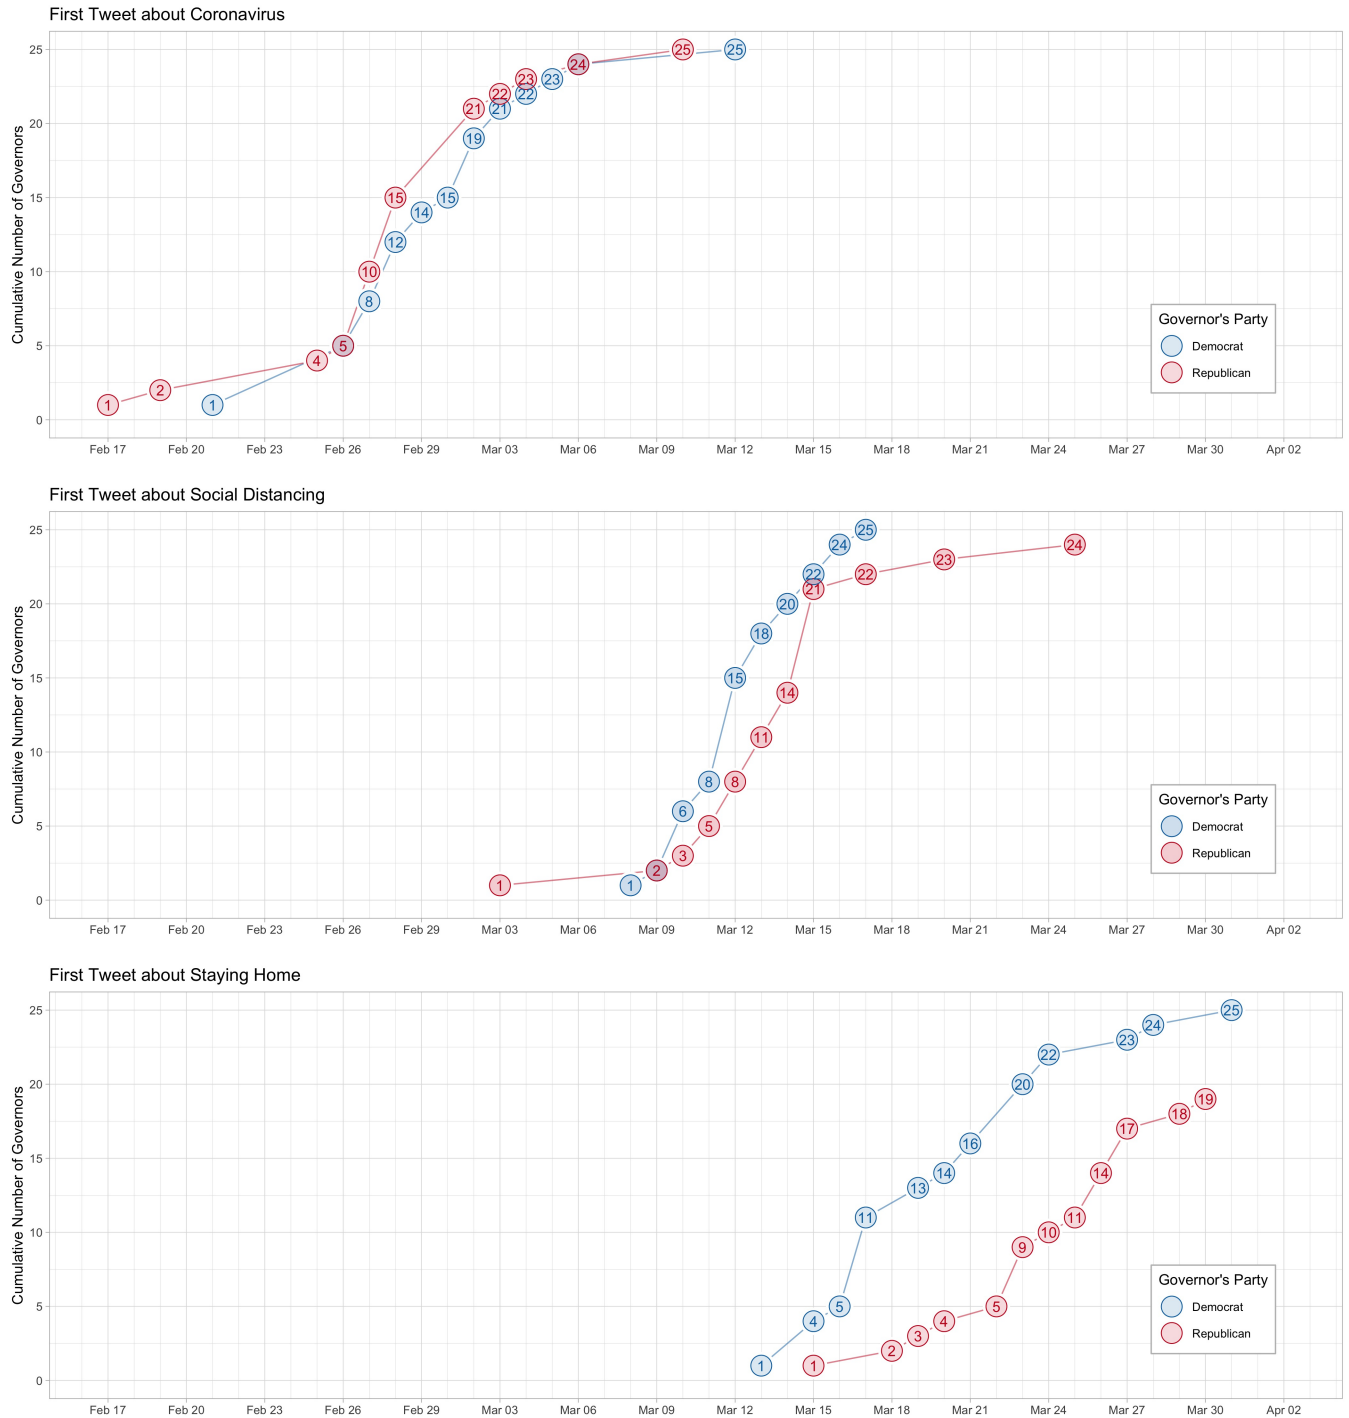 First Tweet about Coronavirus
Cumulative Number of Governors
25
20
15
10
5
0
1 2 4 5 10 15 21 22 23 24 25
1 8 12 14 15 19 21 22 23 25
Governor's Party
Democrat
Republican
Feb 17 Feb 20 Feb 23 Feb 26 Feb 29 Mar 03 Mar 06 Mar 09 Mar 12 Mar 15 Mar 18 Mar 21 Mar 24 Mar 27 Mar 30 Apr 02
First Tweet about Social Distancing
Cumulative Number of Governors
25
20
15
10
5
0
1 2 6 8 15 18 20 22 24 25
1 3 5 8 11 14 21 22 23 24
Governor's Party
Democrat
Republican
Feb 17 Feb 20 Feb 23 Feb 26 Feb 29 Mar 03 Mar 06 Mar 09 Mar 12 Mar 15 Mar 18 Mar 21 Mar 24 Mar 27 Mar 30 Apr 02
First Tweet about Staying Home
Cumulative Number of Governors
25
20
15
10
5
0
1 4 5 11 13 14 16 20 22 23 24 25
1 2 3 4 5 9 10 11 14 17 18 19
Governor's Party
Democrat
Republican
Feb 17 Feb 20 Feb 23 Feb 26 Feb 29 Mar 03 Mar 06 Mar 09 Mar 12 Mar 15 Mar 18 Mar 21 Mar 24 Mar 27 Mar 30 Apr 02